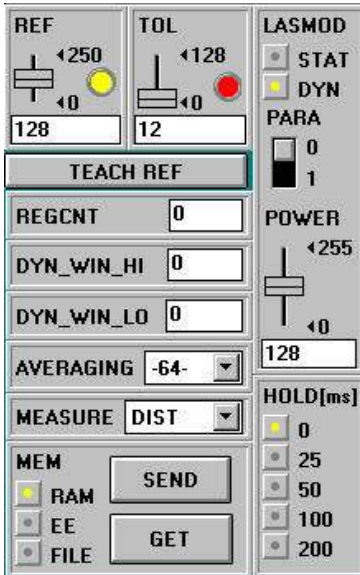 REF
◂250
◂0
128
TOL
◂128
◂0
12
TEACH REF
REGCNT 0
DYN_WIN_HI 0
DYN_WIN_LO 0
AVERAGING -64-
MEASURE DIST
MEM
RAM
EE
FILE
SEND
GET
LASMOD
STAT
DYN
PARA
0
1
POWER
◂255
◂0
128
HOLD[ms]
0
25
50
100
200